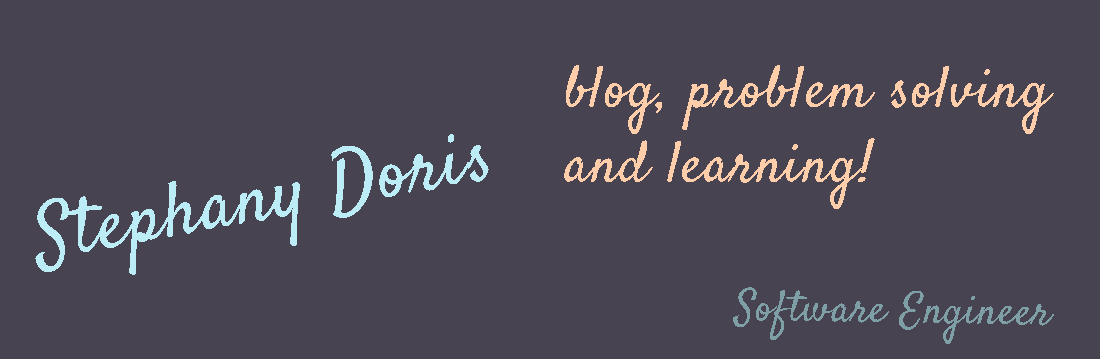 Stephany Doris
blog, problem solving
and learning!
Software Engineer